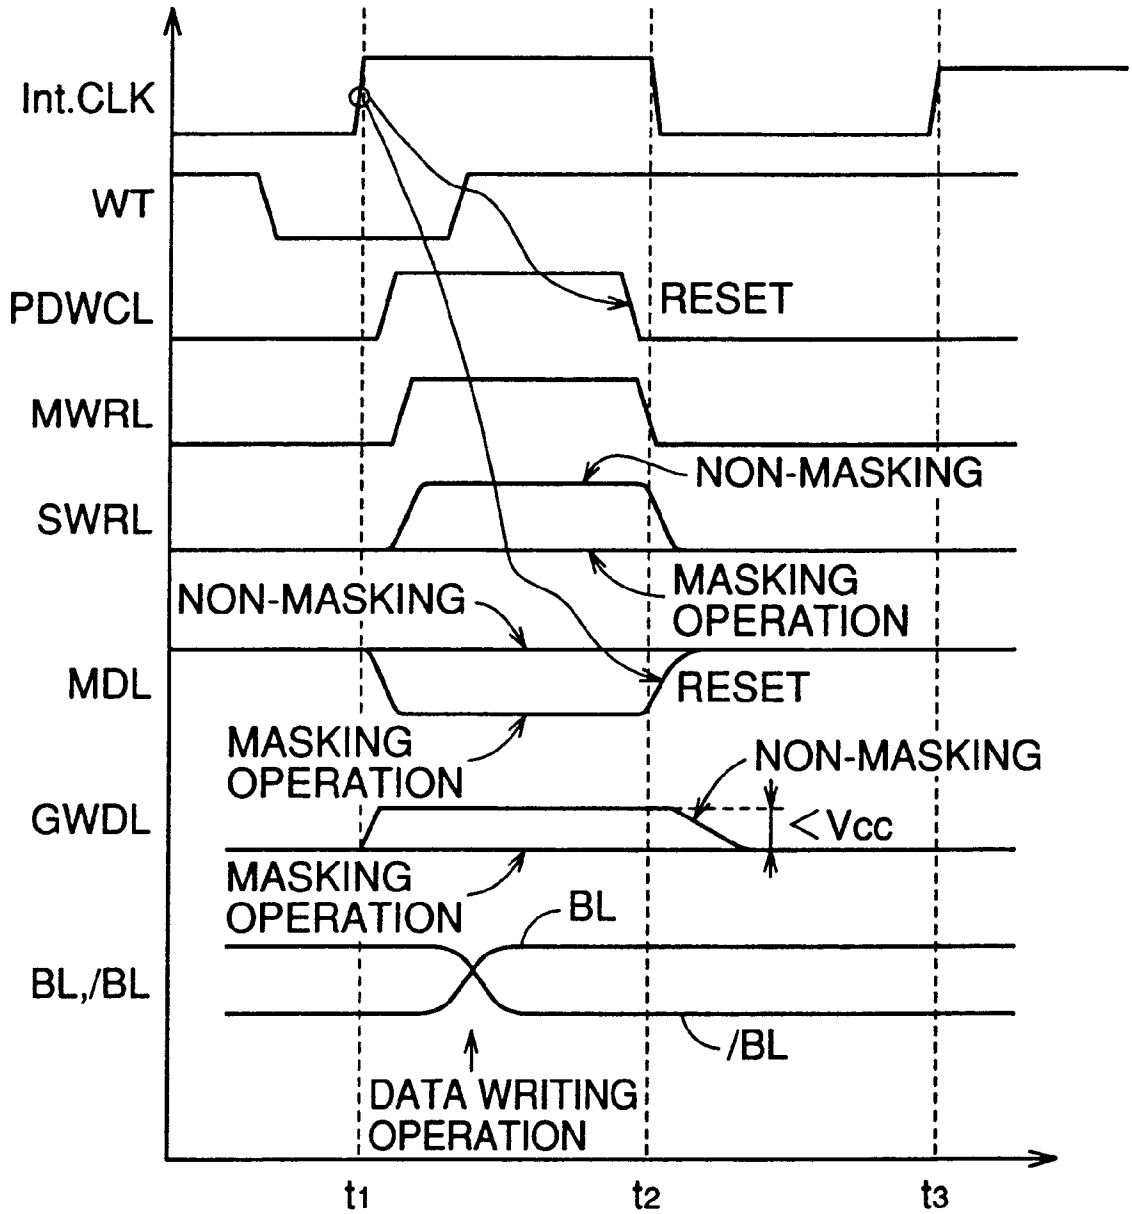 Int.CLK
WT
PDWCL
RESET
MWRL
NON-MASKING
SWRL
MASKING
OPERATION
NON-MASKING
MDL
RESET
MASKING
OPERATION
NON-MASKING
GWDL
<Vcc
MASKING
OPERATION
BL
BL,/BL
/BL
DATA WRITING
OPERATION
t1 t2 t3